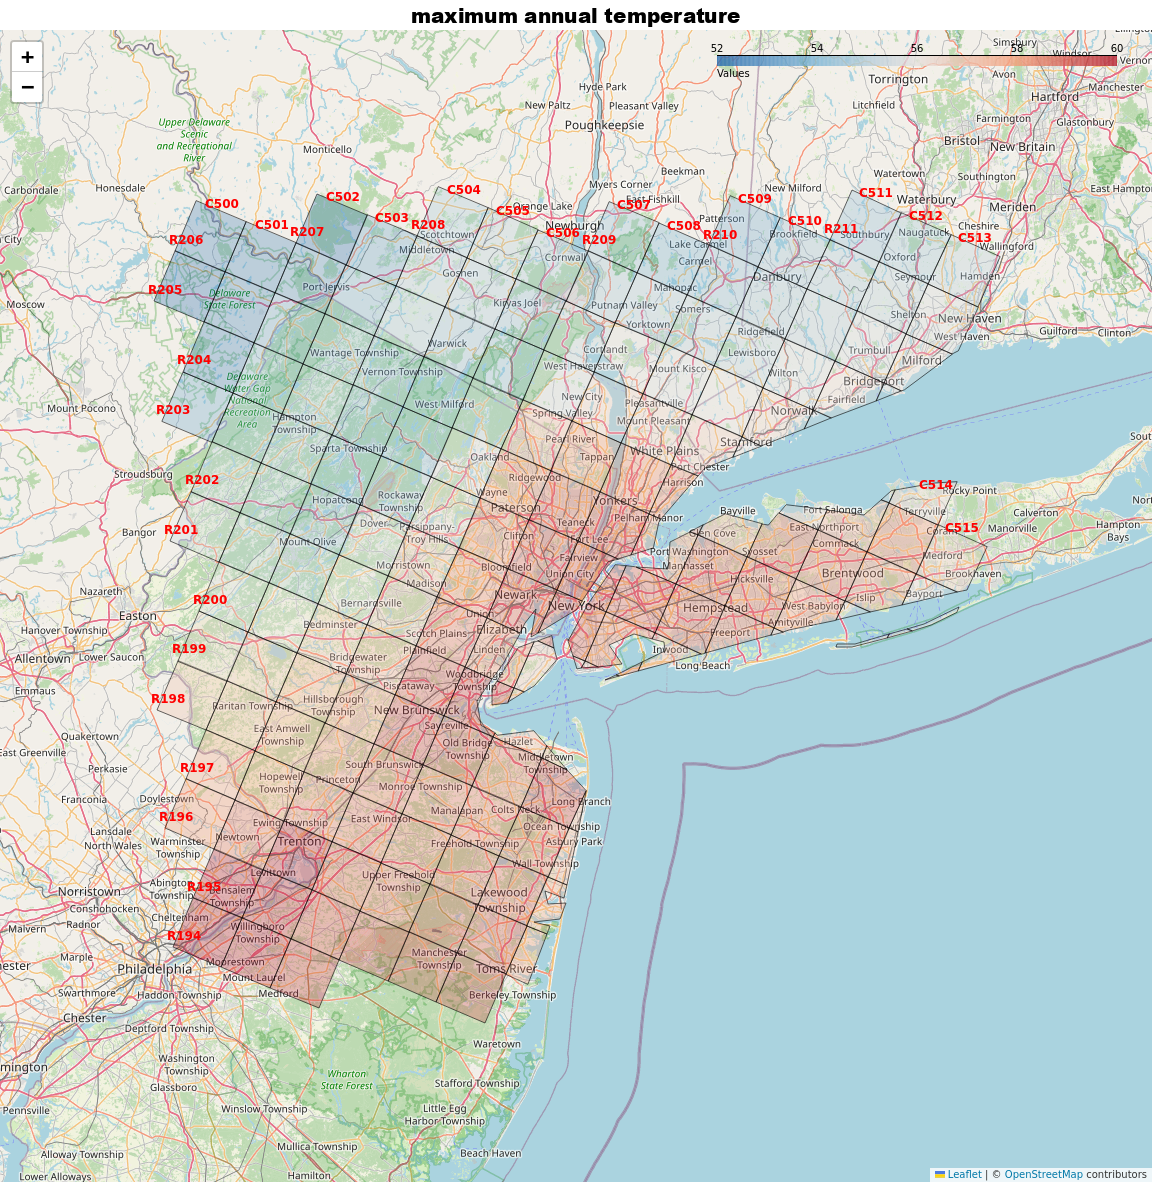 maximum annual temperature
+
−
52
54
56
58
60
Values
Simsbury
Windsor
Vernon
Avon
Torrington
Manchester
Hartford
Hyde Park
New Paltz
Pleasant Valley
Litchfield
Farmington
Glastonbury
Poughkeepsie
Upper Delaware
Scenic
and Recreational
River
Bristol
New Britain
Monticello
Watertown
Southington
Beekman
Carbondale
Honesdale
Myers Corner
New Milford
East Hampton
C500
C502
C504
C507
C509
C511
Orange Lake
East Fishkill
Waterbury
Meriden
C501
C503
C505
C508
C510
C512
Patterson
Newburgh
Naugatuck
Cheshire
R206
R207
R208
C506
R209
R210
R211
C513
Scotchtown
Middletown
Lake Carmel
Brookfield
Southbury
Wallingford
Cornwall
Carmel
Oxford
Goshen
Danbury
Seymour
Hamden
R205
Delaware
State Forest
Port Jervis
Mahopac
Moscow
Kiryas Joel
Putnam Valley
Somers
Shelton
New Haven
Yorktown
Ridgefield
West Haven
Guilford
Clinton
Warwick
Wantage Township
Cortlandt
Lewisboro
Trumbull
Milford
R204
Vernon Township
West Haverstraw
Mount Kisco
Wilton
Bridgeport
Delaware
Water Gap
National
Recreation
Area
Mount Pocono
R203
West Milford
New City
Pleasantville
Fairfield
Hampton
Township
Spring Valley
Mount Pleasant
Norwalk
Pearl River
Stamford
Sparta Township
Oakland
Tappan
White Plains
Port Chester
Stroudsburg
R202
Ridgewood
Harrison
C514
Rocky Point
Hopatcong
Rockaway
Township
Wayne
Paterson
Yonkers
Bayville
Fort Salonga
Terryville
Calverton
Bangor
R201
Dover
Parsippany-
Troy Hills
Teaneck
Pelham Manor
Glen Cove
East Northport
Coram
C515
Manorville
Hampton
Bays
Mount Olive
Clifton
Fort Lee
Port Washington
Commack
Syosset
Medford
Morristown
Bloomfield
Fairview
Union City
Manhasset
Hicksville
Brentwood
Brookhaven
Nazareth
Madison
Newark
New York
Hempstead
West Babylon
Islip
Bayport
R200
Bernardsville
Easton
Union
Amityville
Hanover Township
Bedminster
Scotch Plains
Elizabeth
Freeport
R199
Plainfield
Linden
Inwood
Allentown
Lower Saucon
Bridgewater
Township
Long Beach
Emmaus
Woodbridge
Township
Piscataway
R198
Raritan Township
Hillsborough
Township
New Brunswick
Sayreville
Quakertown
East Amwell
Township
Old Bridge
Township
Hazlet
East Greenville
Middletown
Township
Perkasie
R197
South Brunswick
Hopewell
Township
Princeton
Monroe Township
Franconia
Doylestown
Manalapan
Colts Neck
Long Branch
R196
Ewing Township
East Windsor
Ocean Township
Lansdale
Newtown
Asbury Park
North Wales
Warminster
Township
Trenton
Freehold Township
Wall Township
Levittown
Upper Freehold
Township
Norristown
Abington
Township
R195
Bensalem
Township
Lakewood
Township
Conshohocken
Cheltenham
Malvern
Radnor
R194
Willingboro
Township
Manchester
Township
Marple
Moorestown
Toms River
Philadelphia
Mount Laurel
Swarthmore
Haddon Township
Medford
Berkeley Township
Chester
Deptford Township
Waretown
Washington
Township
Wharton
State Forest
Glassboro
Stafford Township
Pennsville
Winslow Township
Little Egg
Harbor Township
Mullica Township
Alloway Township
Beach Haven
Lower Alloways
Hamilton
Leaflet | © OpenStreetMap contributors